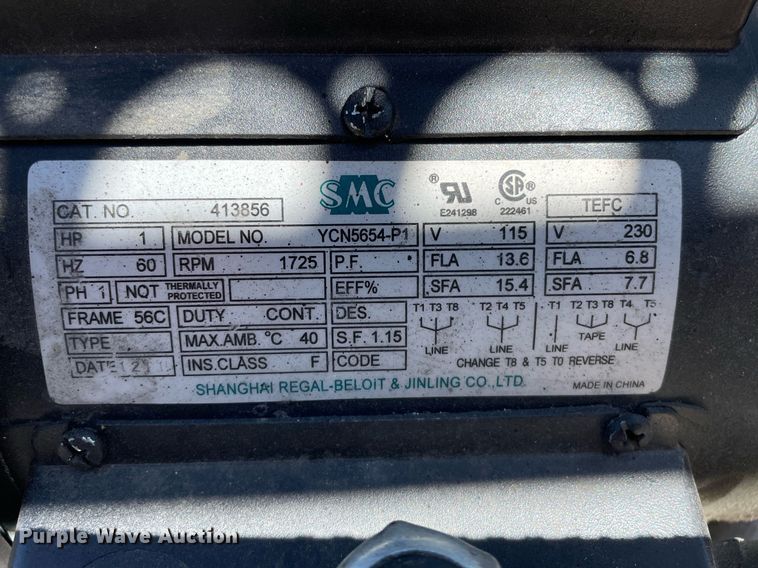 SMC
C US
E241298 222461
CAT. NO. 413856 TEFC
HP 1 MODEL NO. YCN5654-P1 V 115 V 230
HZ 60 RPM 1725 P.F. FLA 13.6 FLA 6.8
PH 1 NOT THERMALLY PROTECTED EFF% SFA 15.4 SFA 7.7
FRAME 56C DUTY CONT. DES. T1 T3 T8 T2 T4 T5 T1 T2 T3 T8 T4 T5
TYPE MAX.AMB. °C 40 S.F. 1.15 LINE LINE LINE TAPE LINE
DATE INS.CLASS F CODE CHANGE T8 & T5 TO REVERSE
SHANGHAI REGAL-BELOIT & JINLING CO., LTD. MADE IN CHINA
Purple Wave Auction